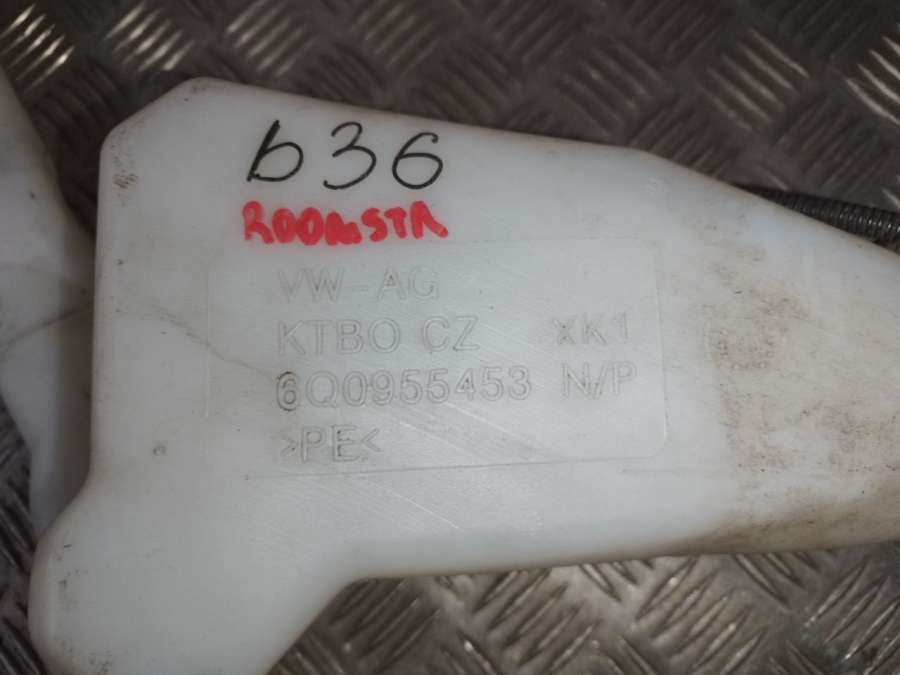 b36
ROOmSTR
VW-AG
KTBO CZ XK1
6Q0955453 N/P
>PE<